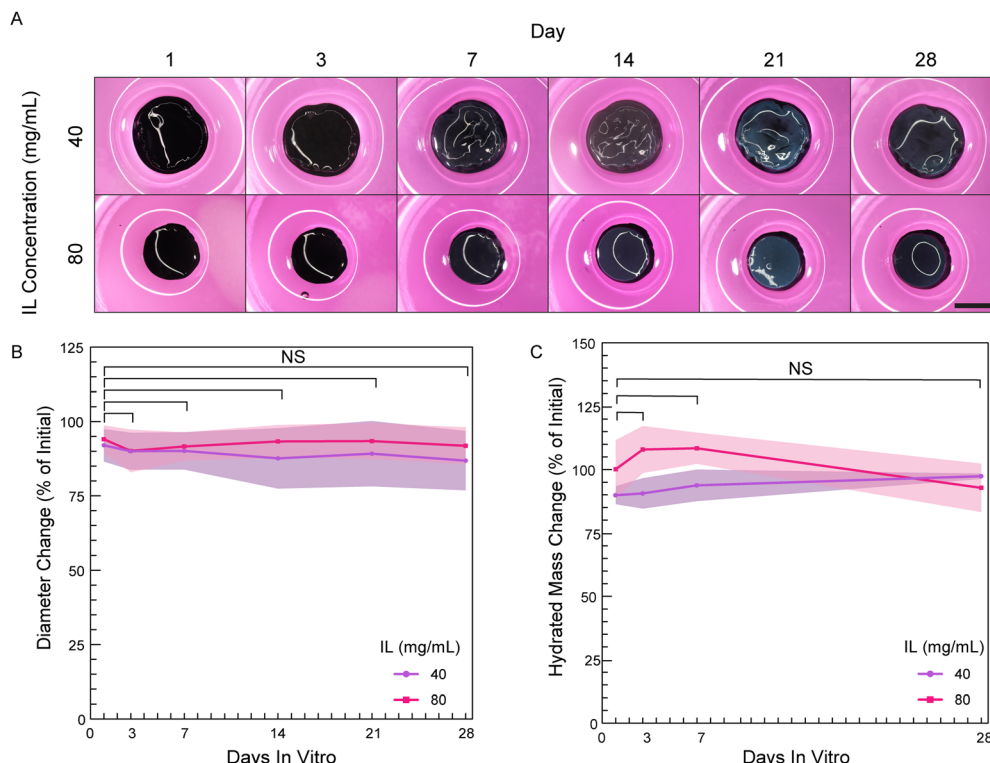 A
Day
1 3 7 14 21 28
IL Concentration (mg/mL)
40
80
B
125
100
75
50
25
0
Diameter Change (% of Initial)
NS
IL (mg/mL)
40
80
0 3 7 14 21 28
Days In Vitro
C
150
125
100
75
50
25
0
Hydrated Mass Change (% of Initial)
NS
IL (mg/mL)
40
80
0 3 7 28
Days In Vitro